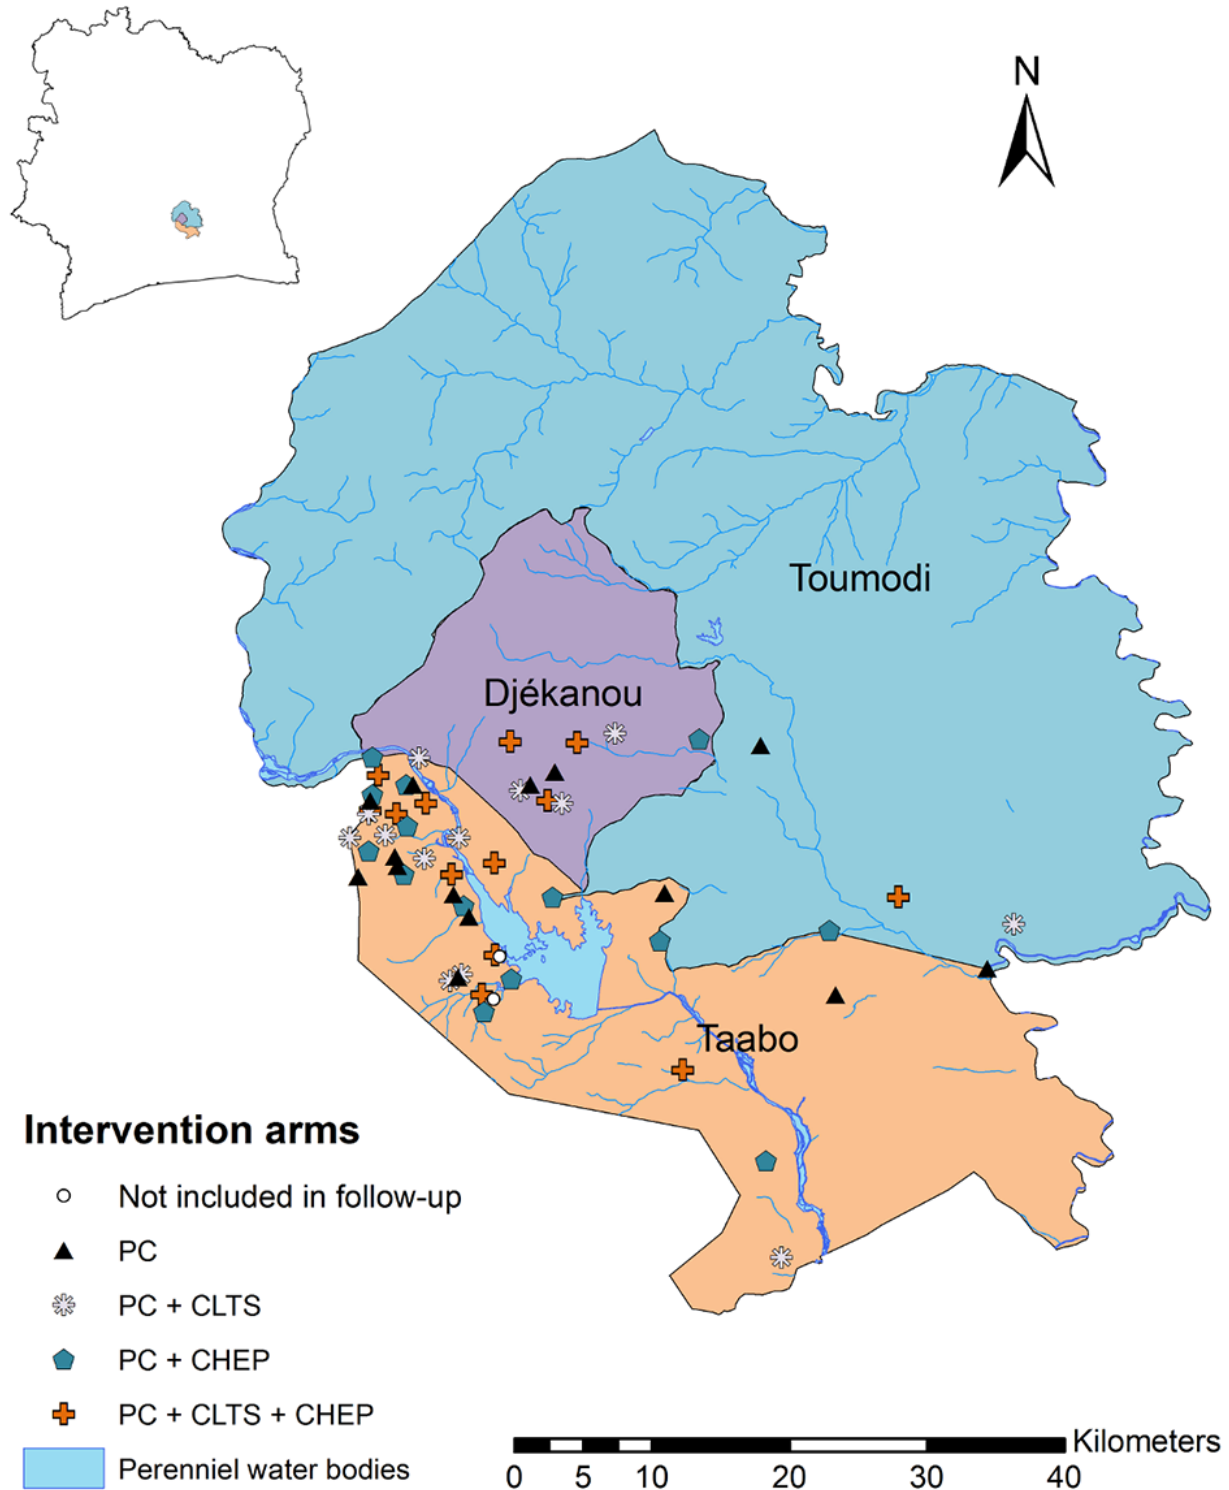 N
Toumodi
Djékanou
Taabo
Intervention arms
Not included in follow-up
PC
PC + CLTS
PC + CHEP
PC + CLTS + CHEP
Perenniel water bodies
Kilometers
0 5 10 20 30 40